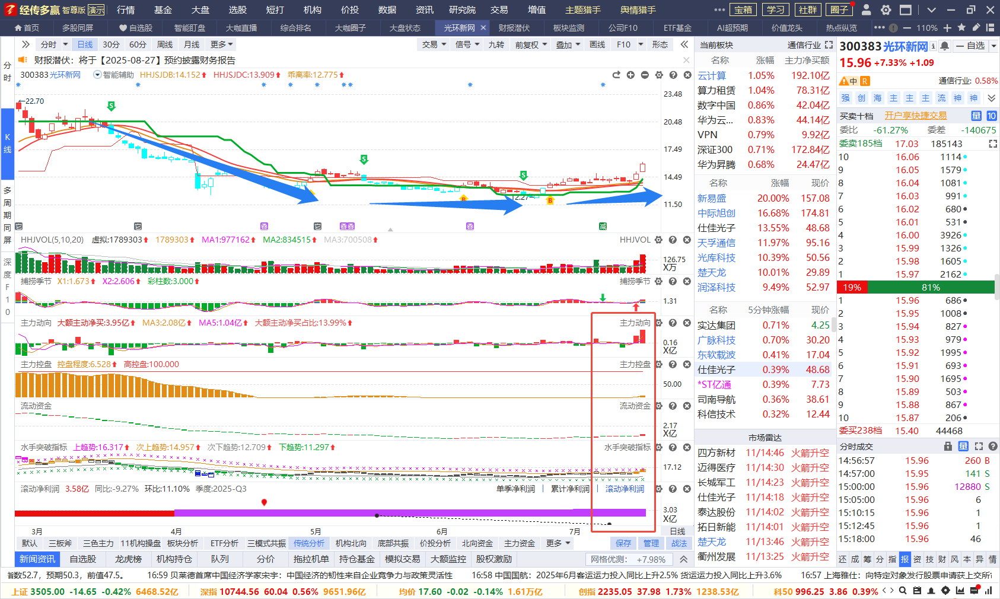 经传多赢 智尊版 演示 行情 基金 大盘 选股 短打 机构 价投 数据 资讯 研究院 交易 增值 主题猎手 舆情猎手 宝箱 学习 社群 圈子
首页 多股同屏 自选股 智能盯盘 大咖直播 综合排名 大咖圈子 大盘状态 光环新网 财报潜伏 板块监测 公司F10 ETF基金 AI超预期 价值龙头 热点纵览 110%
分时 日线 30分 60分 周线 月线 更多 交易 信号 九转 前复权 叠加 画线 F10 形态
财报潜伏：将于【2025-08-27】预约披露财务报告
300383光环新网 智能辅助 HHJSJDB:14.152 HHJSJDC:13.909 乖离率:12.775
分时
K线
多周期同屏
深度F10
22.70
23.48
20.48
17.49
14.49
11.50
S
S
S
B
B
12.27
它 它 香 它 香 香 香 减
HHJVOL(5,10,20) 虚拟:1789303 1789303 MA1:977162 MA2:834515 MA3:700508 HHJVOL
126.75
X万
捕捞季节 X1:1.673 X2:2.606 彩柱数:3.000 捕捞季节
1.31
主力动向 大额主动净买:3.95亿 MA3:2.08亿 MA5:1.04亿 大额主动净买占比:13.99% 主力动向
0.16
X亿
主力控盘 控盘程度:6.528 高控盘:100.000 主力控盘
50.00
流动资金 流动资金
2.17
X亿
水手突破指标 上趋势:16.317 次上趋势:14.957 次下趋势:12.709 下趋势:11.297 水手突破指标
17.12
滚动净利润 3.58亿 同比:-9.27% 环比:11.10% 季度:2025-Q3 单季净利润 累计净利润 滚动净利润
3.03
X亿
3月 4月 5月 6月 7月 日线
默认 三板斧 三色主力 11机构操盘 板块分析 ETF分析 三模式共振 传统分析 机构北向 底部共振 价投分析 北向资金 主力资金 更多 保存 管理 战法
新闻资讯 自选股 龙虎榜 机构持仓 队列 分价 拖拉机单 持仓基金 模拟交易 大额监控 股权激励 网格优测: +7.98%
当前板块 通信行业
名称 涨幅 主力净买额
云计算 1.05% 192.10亿
算力租赁 1.04% 78.31亿
数字中国 0.86% 42.04亿
华为云... 0.83% 44.14亿
VPN 0.79% 9.92亿
深证300 0.71% 172.84亿
华为昇腾 0.68% 24.47亿
名称 涨幅 现价
新易盛 20.00% 157.08
中际旭创 16.68% 174.81
仕佳光子 13.55% 48.68
天孚通信 11.97% 95.16
光库科技 10.39% 50.56
楚天龙 10.01% 29.89
润泽科技 9.49% 52.97
名称 5分钟涨幅 现价
实达集团 0.71% 4.25
广脉科技 0.70% 30.20
东软载波 0.41% 17.04
仕佳光子 0.39% 48.68
*ST亿通 0.39% 7.73
司南导航 0.36% 38.61
科信技术 0.32% 12.44
市场雷达
四方新材 11/14:46 火箭升空
迈得医疗 11/14:30 火箭升空
长城军工 11/14:23 火箭升空
仕佳光子 11/14:18 火箭升空
泰达股份 11/14:02 火箭升空
拓日新能 11/14:01 火箭升空
楚天龙 11/13:46 火箭升空
衢州发展 11/13:25 火箭升空
300383光环新网 自选
15.96 +7.33% +1.09
中 R 通信行业: 0.58%
强 创 海 主 主 主 流 神 神
买卖十档 开户享快捷交易 量 10
委比 -61.27% 委差 -140675
委卖185档 17.03 185143
10 16.06 1114
9 16.05 1579
8 16.04 1081
7 16.03 991
6 16.02 680
5 16.01 531
4 16.00 3926
3 15.99 1326
2 15.98 1605
1 15.97 2162
19% 81%
1 15.96 686
2 15.95 1008
3 15.94 827
4 15.93 979
5 15.92 1995
6 15.91 693
7 15.90 1695
8 15.89 503
9 15.88 867
10 15.87 206
委买238档 15.40 44468
分时成交 量
14:56:57 15.96 260 B
14:57:00 15.95 141 S
15:00:00 15.96 12880 S
15:05:00 15.96 6
15:10:15 15.96 1
15:12:45 15.96 1
15:18:00 15.96 46
还 成 筹 分 指 报 资 技 财 风 本 异 情
指数52.7，预期50.3，前值47.5。 16:59 贝莱德首席中国经济学家宋宇：中国经济的韧性来自企业竞争力与政策灵活性 16:58 中国国航：2025年6月客运运力投入同比上升2.5% 货运运力投入同比上升3.6% 16:57 上海雅仕：向特定对象发行股票申请获上交所
上证 3505.00 -14.65 -0.42% 6468.52亿 深指 10744.56 60.04 0.56% 9651.96亿 均价 17.60 -0.02 -0.14% 1.61万亿 创指 2235.05 37.98 1.73% 1238.53亿 科50 996.25 3.86 0.39%